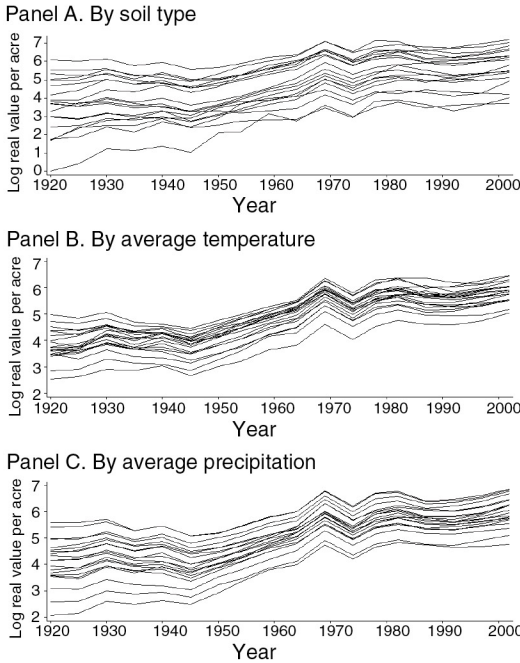 Panel A. By soil type
Log real value per acre
7
6
5
4
3
2
1
0
1920 1930 1940 1950 1960 1970 1980 1990 2000
Year
Panel B. By average temperature
Log real value per acre
7
6
5
4
3
2
1920 1930 1940 1950 1960 1970 1980 1990 2000
Year
Panel C. By average precipitation
Log real value per acre
7
6
5
4
3
2
1920 1930 1940 1950 1960 1970 1980 1990 2000
Year